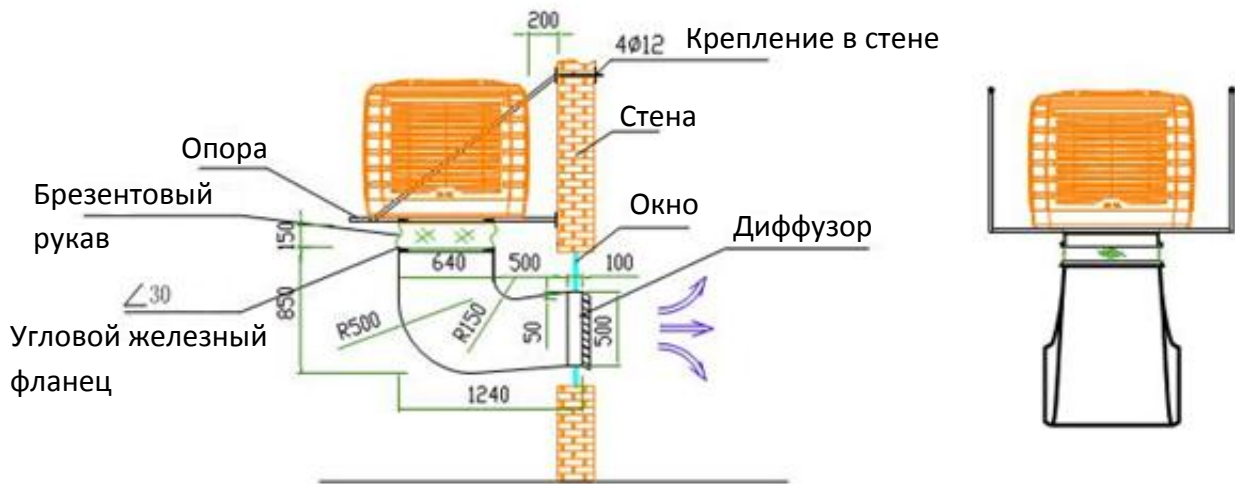 200
4Ø12
Крепление в стене
Стена
Опора
Брезентовый
рукав
Окно
Диффузор
150
640
500
100
∠30
850
R500
R150
50
500
Угловой железный
фланец
1240